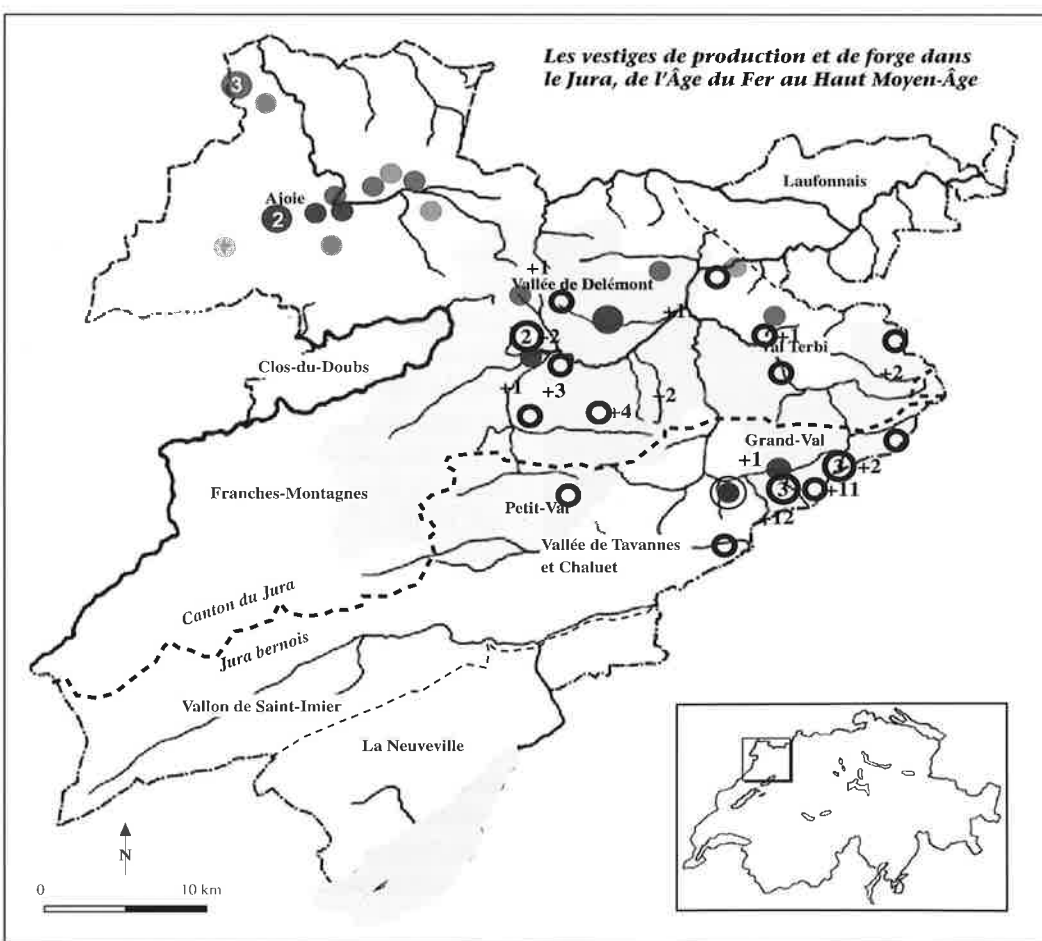 Les vestiges de production et de forge dans
le Jura, de l'Âge du Fer au Haut Moyen-Âge
3
Laufonnais
Ajoie
2
+1
Vallée de Delémont
+1
2
+2
+1
Val Terbi
Clos-du-Doubs
+1
+3
+2
+2
+4
Grand-Val
+1
+2
Franches-Montagnes
3
+11
Petit-Val
+12
Vallée de Tavannes
et Chaluet
Canton du Jura
Jura bernois
Vallon de Saint-Imier
La Neuveville
N
0
10 km